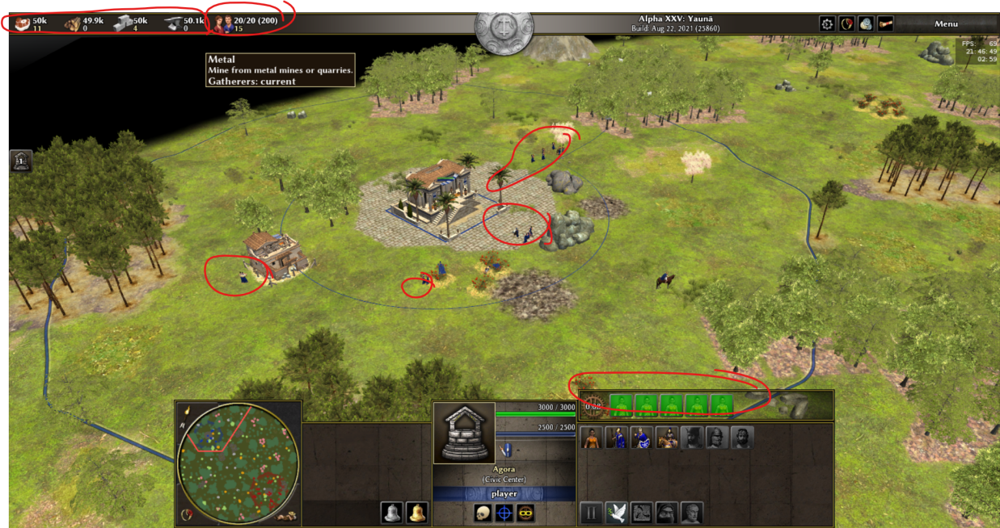 50k 49.9k 50k 50.1k 20/20 (200)
11 0 4 0 15
Alpha XXV: Yaunā
Build: Aug 22, 2021 (25860)
Menu
FPS: 69
21:46:49
02:59
Metal
Mine from metal mines or quarries.
Gatherers: current
1
3000 / 3000
2500 / 2500
Agora
(Civic Center)
player